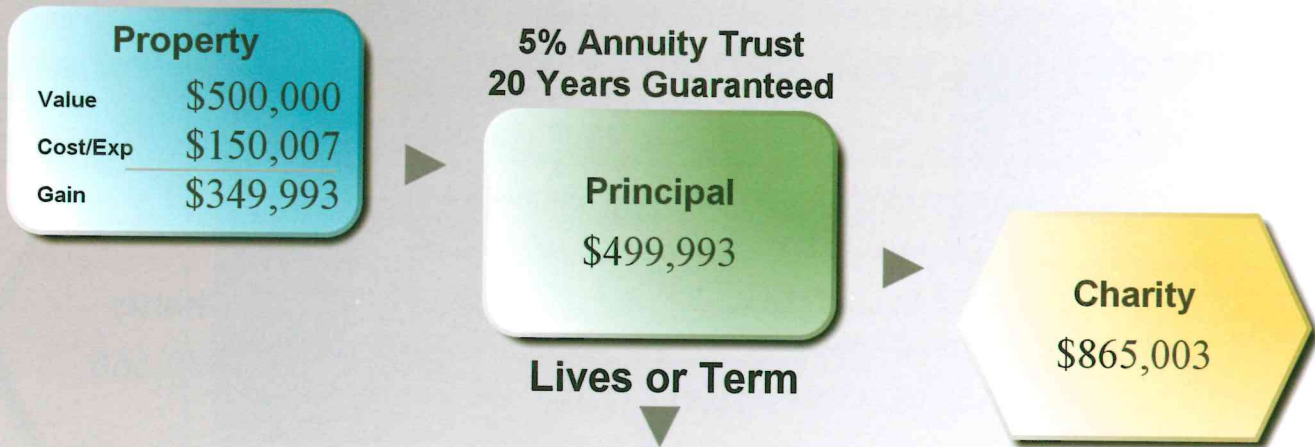 Property
Value $500,000
Cost/Exp $150,007
Gain $349,993
5% Annuity Trust
20 Years Guaranteed
Principal
$499,993
Lives or Term
Charity
$865,003